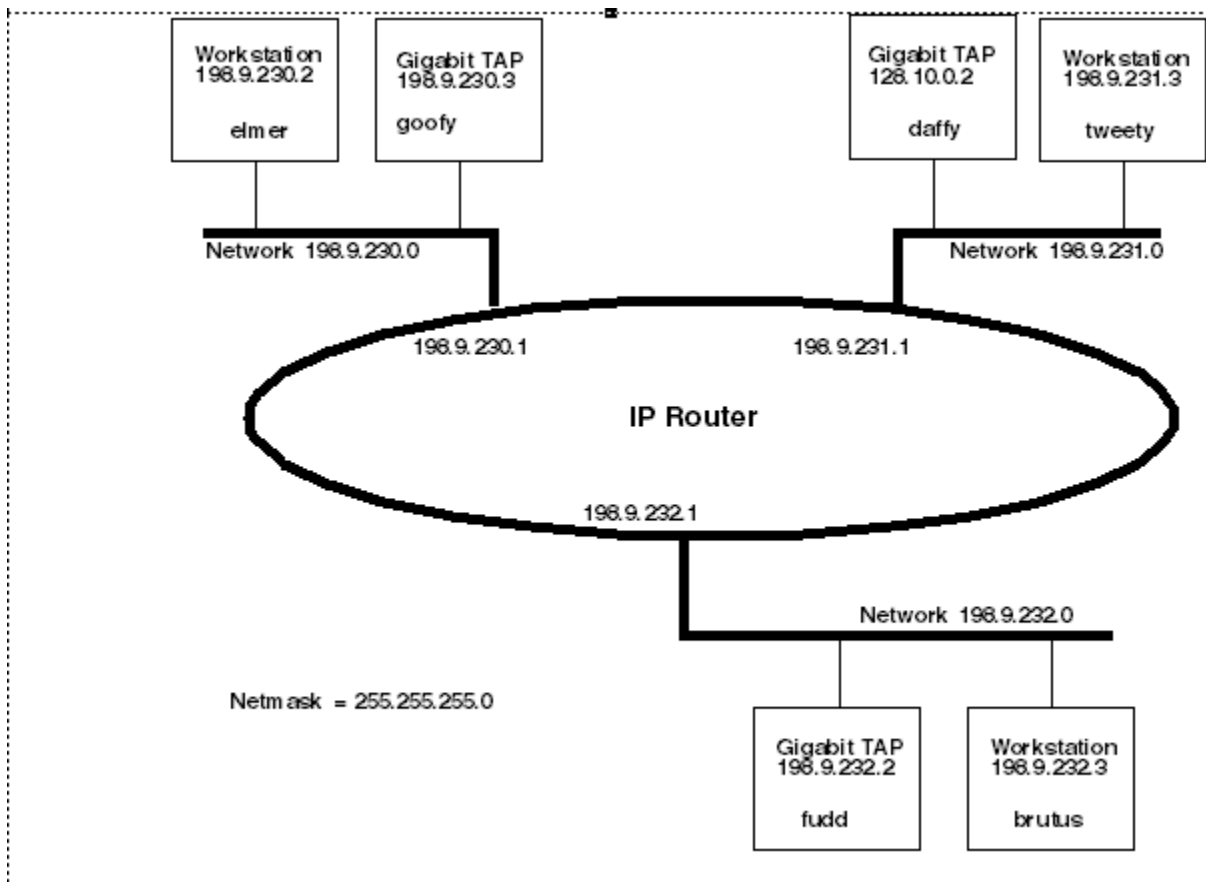 Workstation
198.9.230.2
elmer
Gigabit TAP
198.9.230.3
goofy
Gigabit TAP
128.10.0.2
daffy
Workstation
198.9.231.3
tweety
Network 198.9.230.0
Network 198.9.231.0
198.9.230.1
198.9.231.1
IP Router
198.9.232.1
Network 198.9.232.0
Netmask = 255.255.255.0
Gigabit TAP
198.9.232.2
fudd
Workstation
198.9.232.3
brutus